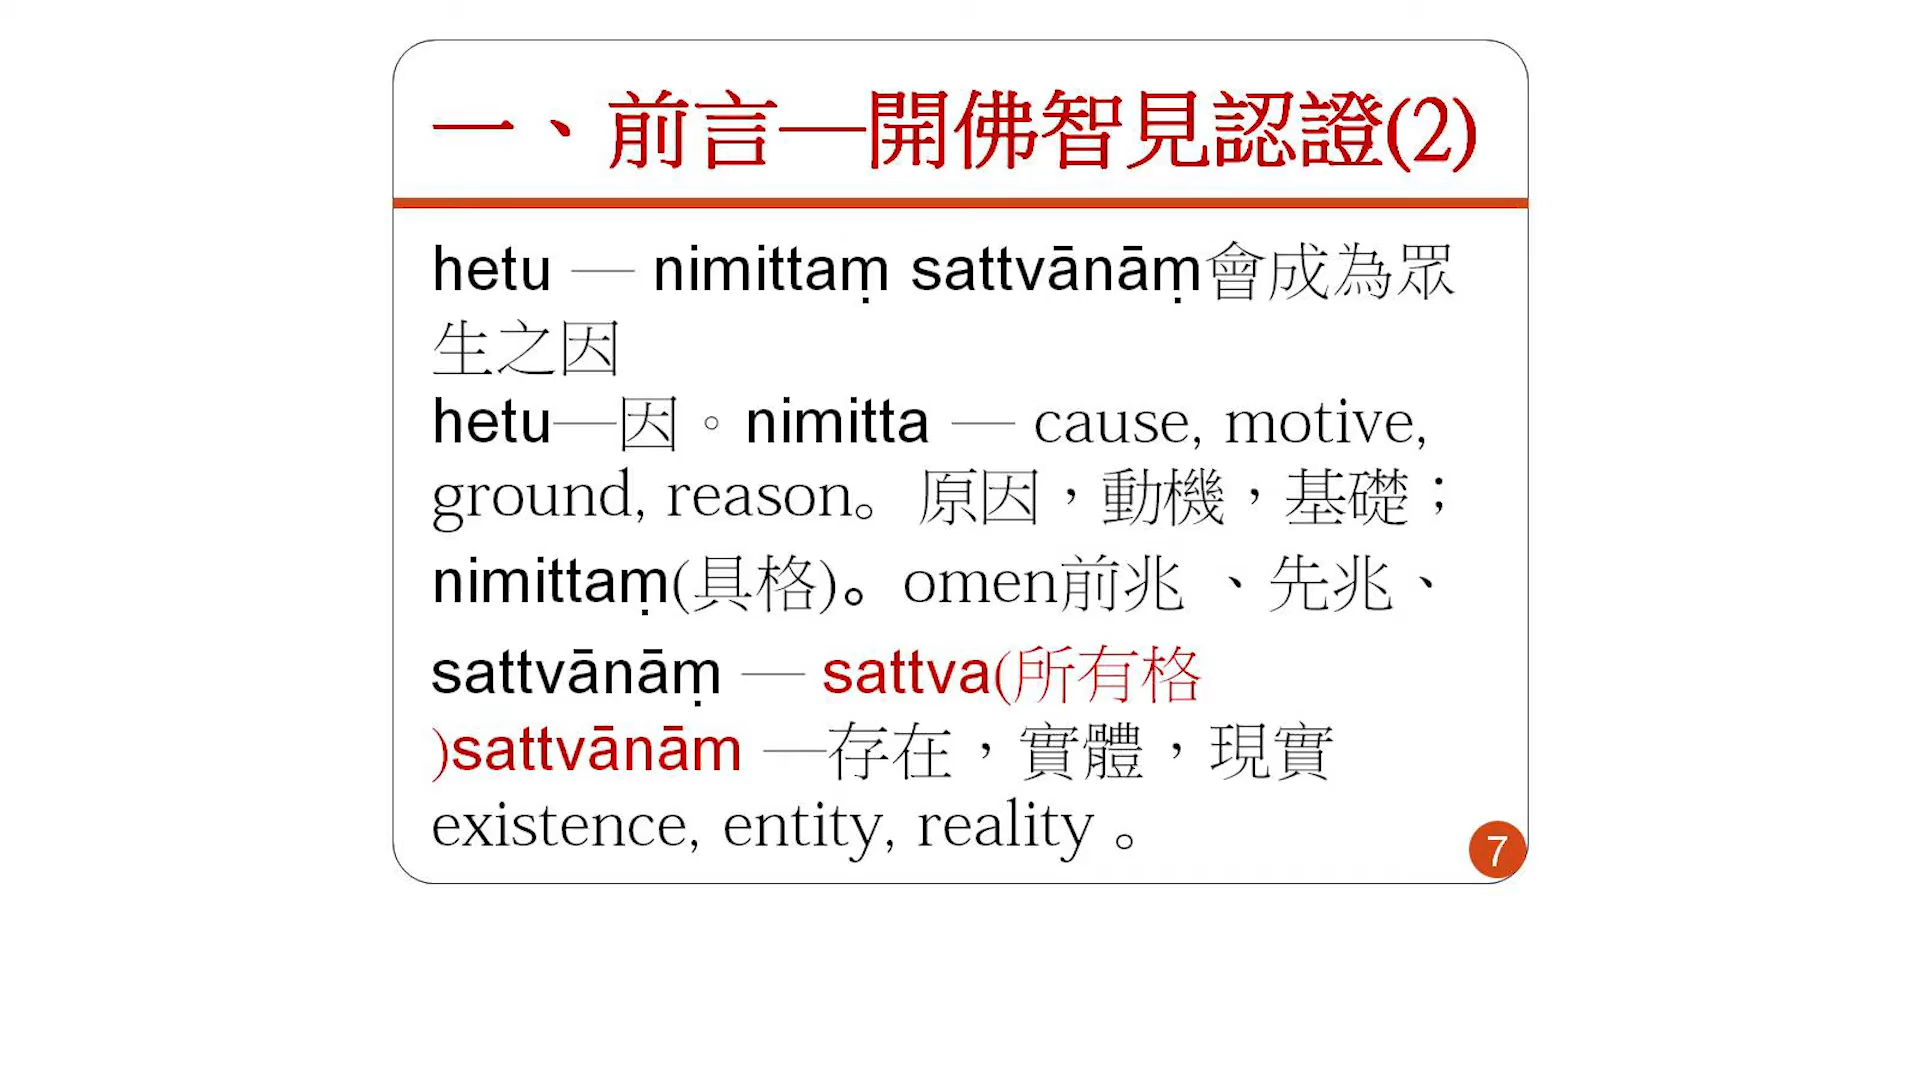 一、前言—開佛智見認證(2)
hetu — nimittaṃ sattvānāṃ會成為眾
生之因
hetu—因。nimitta — cause, motive,
ground, reason。原因，動機，基礎；
nimittaṃ(具格)。omen前兆 、先兆、
sattvānāṃ — sattva(所有格
)sattvānām —存在，實體，現實
existence, entity, reality 。
7